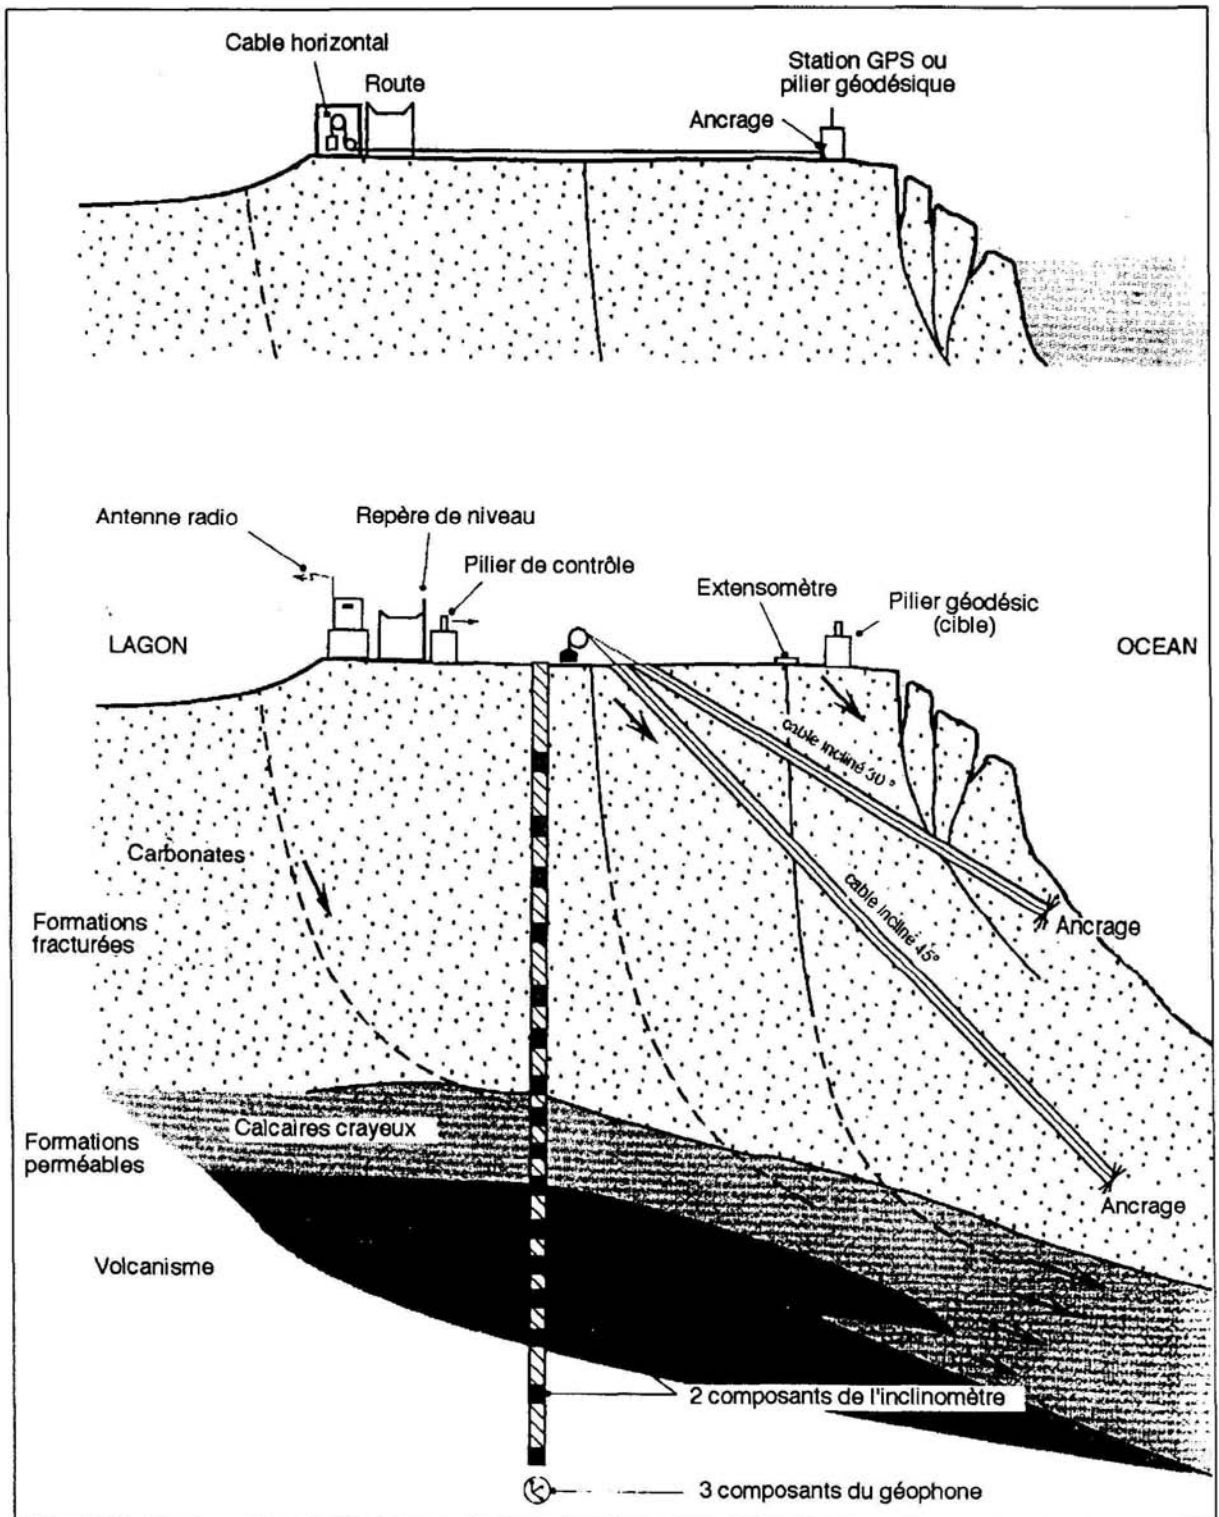 Cable horizontal
Route
Station GPS ou
pilier géodésique
Ancrage
Antenne radio
Repère de niveau
Pilier de contrôle
Extensomètre
Pilier géodésic
(cible)
LAGON
OCEAN
cable incliné 30°
cable incliné 45°
Carbonates
Formations
fracturées
Ancrage
Calcaires crayeux
Formations
perméables
Ancrage
Volcanisme
2 composants de l'inclinomètre
3 composants du géophone